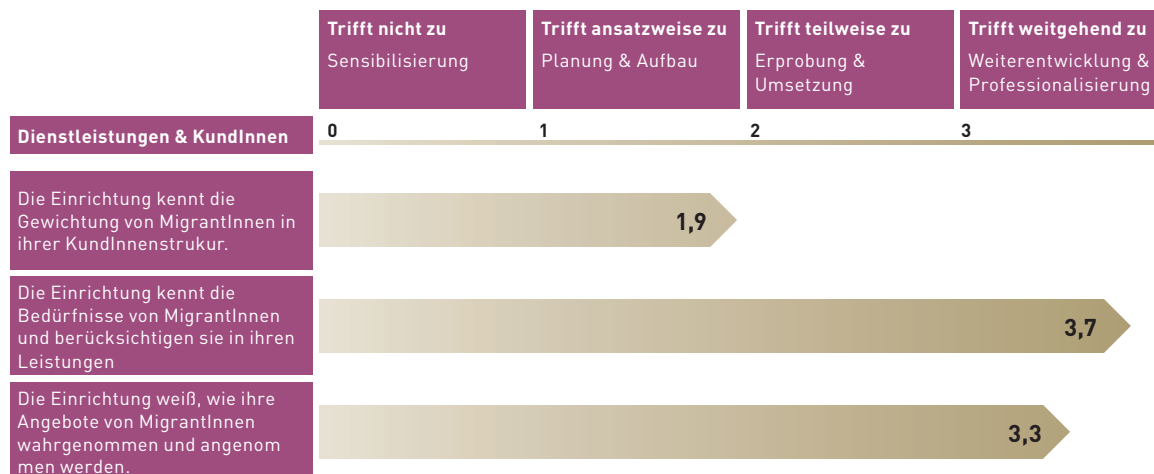 Trifft nicht zu
Sensibilisierung
Trifft ansatzweise zu
Planung & Aufbau
Trifft teilweise zu
Erprobung &
Umsetzung
Trifft weitgehend zu
Weiterentwicklung &
Professionalisierung
Dienstleistungen & KundInnen
0
1
2
3
Die Einrichtung kennt die
Gewichtung von MigrantInnen in
ihrer KundInnenstrukur.
1,9
Die Einrichtung kennt die
Bedürfnisse von MigrantInnen
und berücksichtigen sie in ihren
Leistungen
3,7
Die Einrichtung weiß, wie ihre
Angebote von MigrantInnen
wahrgenommen und angenom
men werden.
3,3